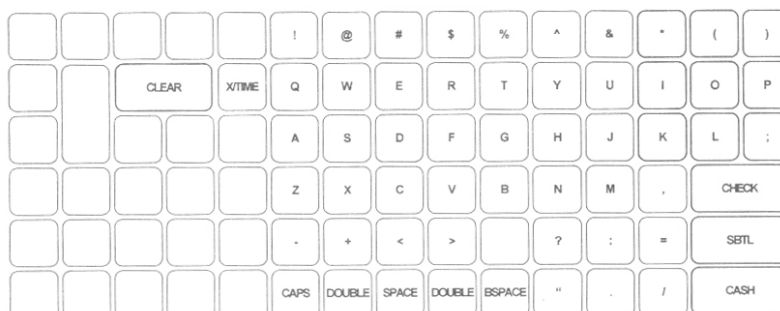 ! @ # $ % ^ & * ( )
CLEAR X/TIME Q W E R T Y U I O P
A S D F G H J K L ;
Z X C V B N M , CHECK
- + < > ? : = SBTL
CAPS DOUBLE SPACE DOUBLE BSPACE “ . / CASH